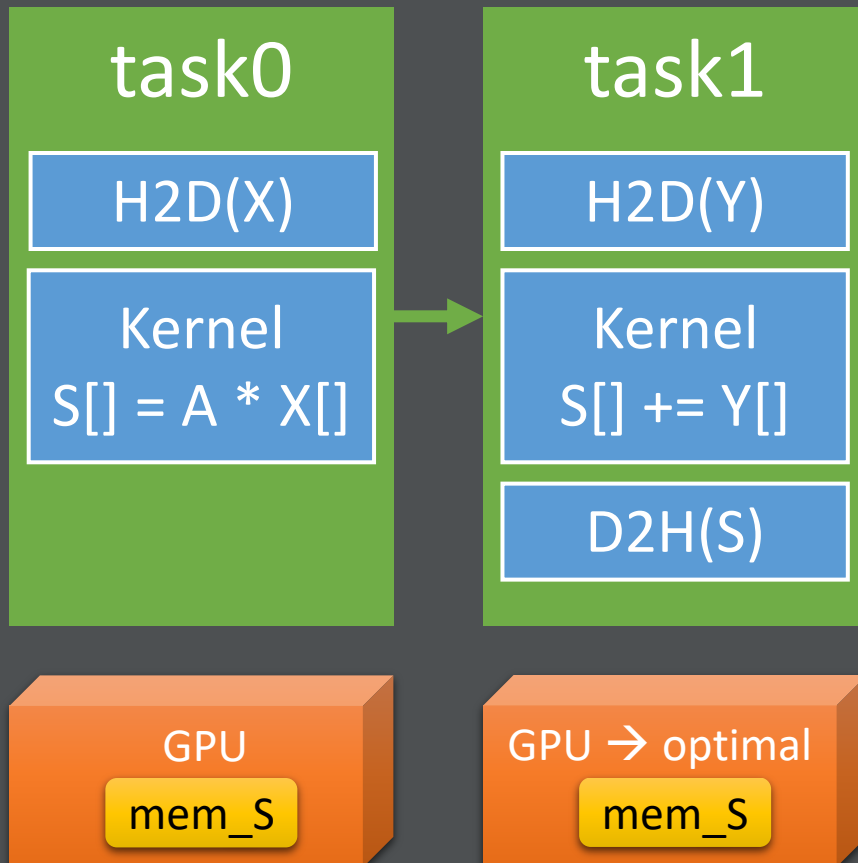 task0
H2D(X)
Kernel
S[] = A * X[]
GPU
mem_S
task1
H2D(Y)
Kernel
S[] += Y[]
D2H(S)
GPU → optimal
mem_S